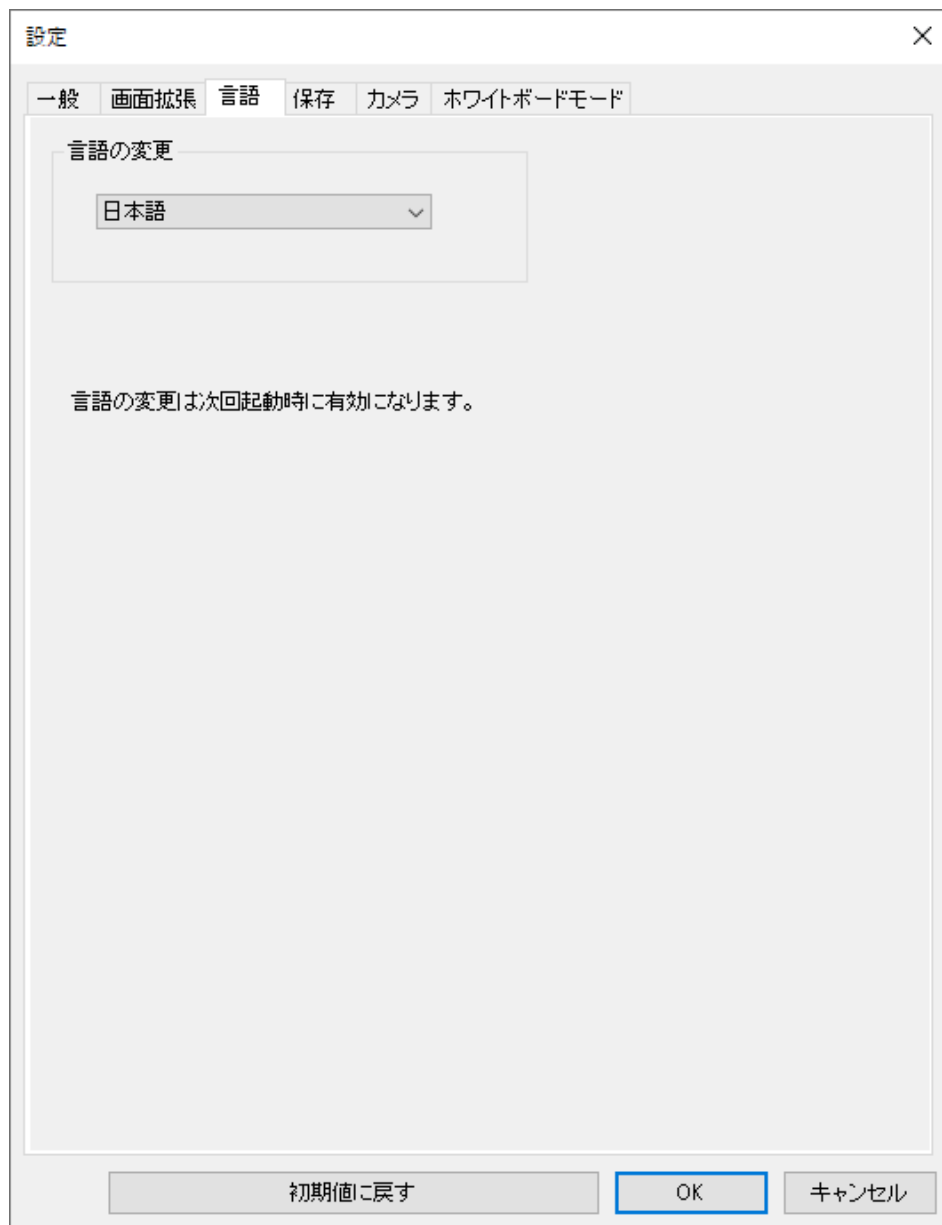 設定
一般 画面拡張 言語 保存 カメラ ホワイトボードモード
言語の変更
日本語
言語の変更は次回起動時に有効になります。
初期値に戻す OK キャンセル